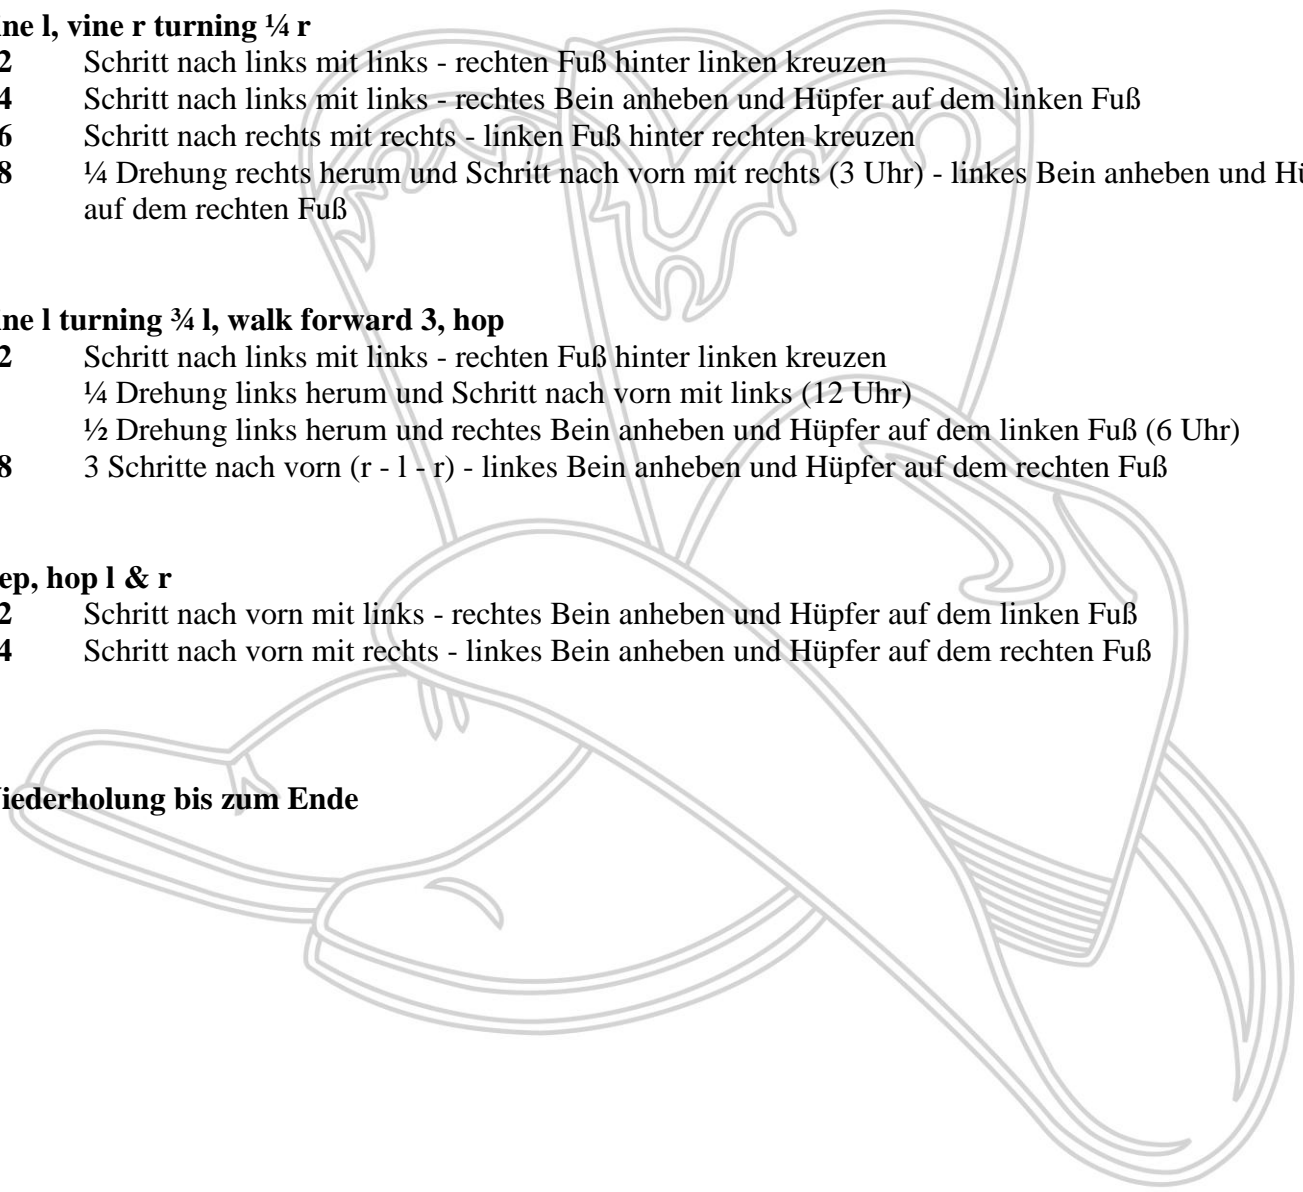 ine l, vine r turning ¼ r
2 Schritt nach links mit links - rechten Fuß hinter linken kreuzen
4 Schritt nach links mit links - rechtes Bein anheben und Hüpfer auf dem linken Fuß
6 Schritt nach rechts mit rechts - linken Fuß hinter rechten kreuzen
8 ¼ Drehung rechts herum und Schritt nach vorn mit rechts (3 Uhr) - linkes Bein anheben und Hü
auf dem rechten Fuß
ine l turning ¾ l, walk forward 3, hop
2 Schritt nach links mit links - rechten Fuß hinter linken kreuzen
¼ Drehung links herum und Schritt nach vorn mit links (12 Uhr)
½ Drehung links herum und rechtes Bein anheben und Hüpfer auf dem linken Fuß (6 Uhr)
8 3 Schritte nach vorn (r - l - r) - linkes Bein anheben und Hüpfer auf dem rechten Fuß
ep, hop l & r
2 Schritt nach vorn mit links - rechtes Bein anheben und Hüpfer auf dem linken Fuß
4 Schritt nach vorn mit rechts - linkes Bein anheben und Hüpfer auf dem rechten Fuß
iederholung bis zum Ende